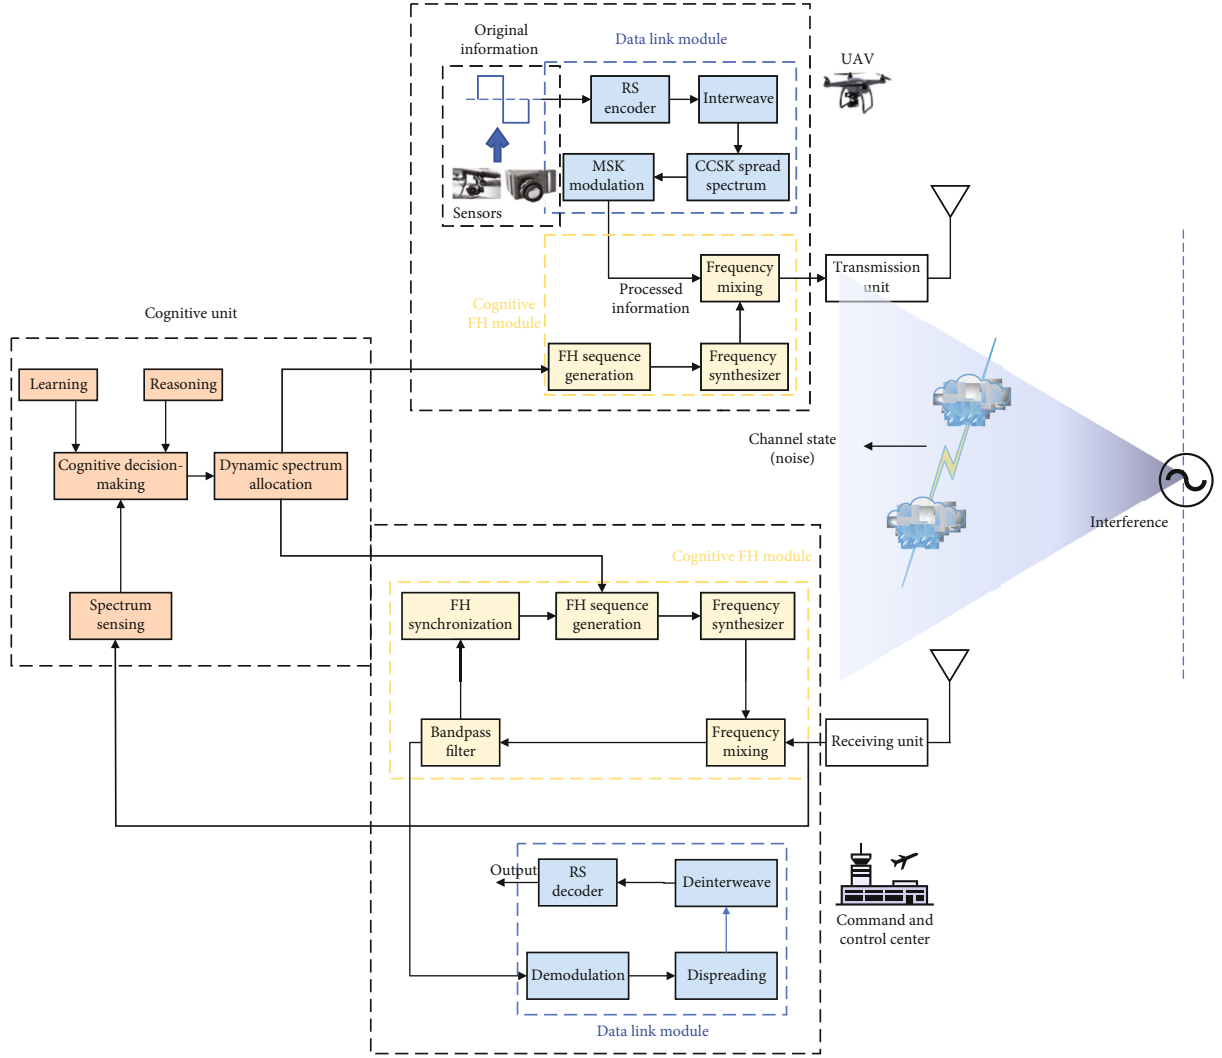 Original
information
Data link module
UAV
RS
encoder
Interweave
MSK
modulation
CCSK spread
spectrum
Sensors
Frequency
mixing
Transmission
unit
Processed
information
Cognitive
FH module
FH sequence
generation
Frequency
synthesizer
Cognitive unit
Learning
Reasoning
Cognitive decision-
making
Dynamic spectrum
allocation
Spectrum
sensing
Channel state
(noise)
Interference
Cognitive FH module
FH
synchronization
FH sequence
generation
Frequency
synthesizer
Bandpass
filter
Frequency
mixing
Receiving unit
Output
RS
decoder
Deinterweave
Demodulation
Dispreading
Data link module
Command and
control center